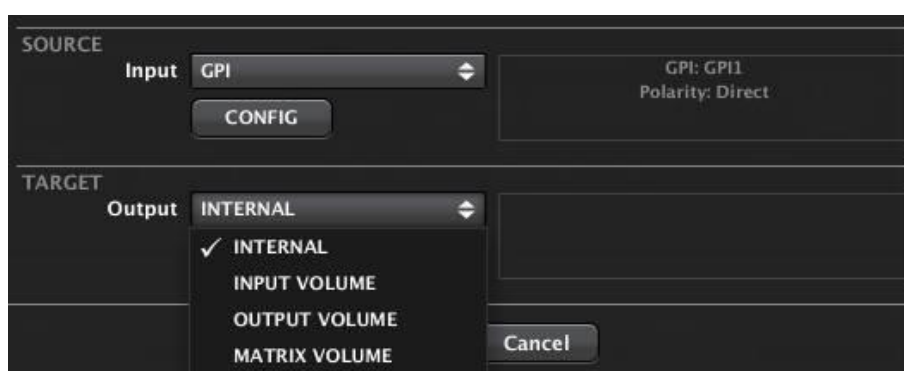 SOURCE
Input GPI
GPI: GPI1
Polarity: Direct
CONFIG
TARGET
Output INTERNAL
✓ INTERNAL
INPUT VOLUME
OUTPUT VOLUME
Cancel
MATRIX VOLUME